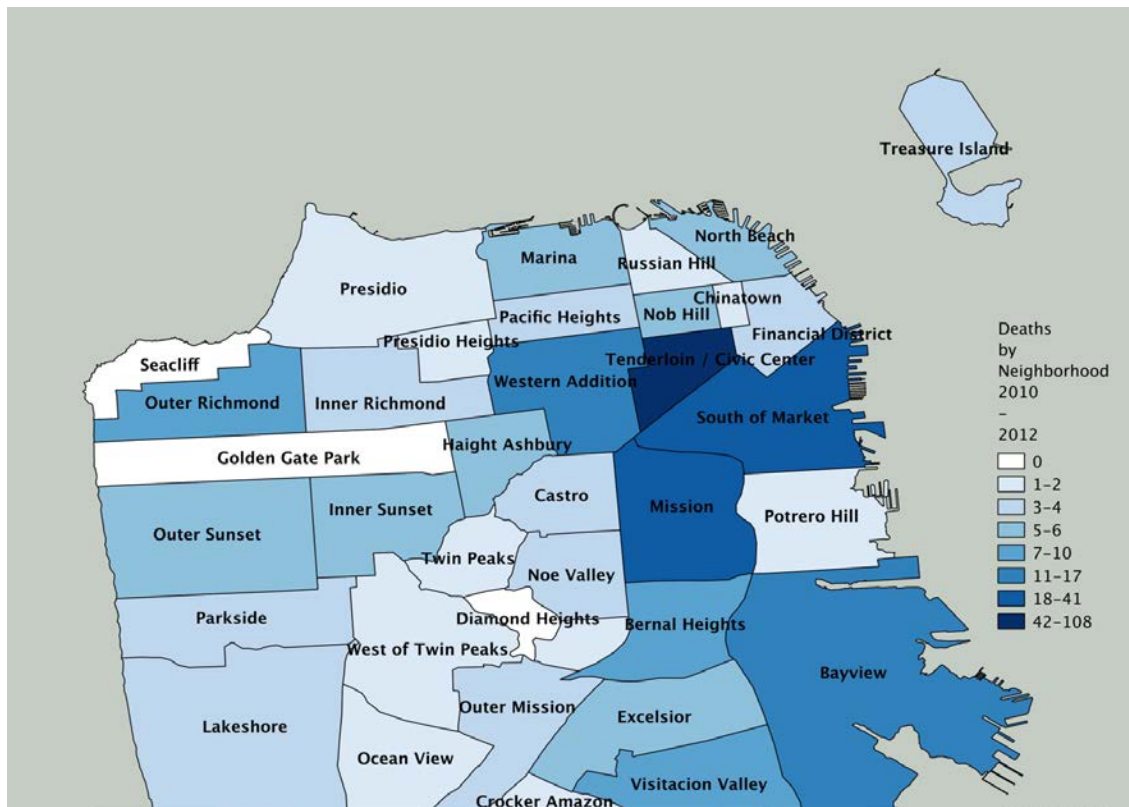 Treasure Island
North Beach
Marina
Russian Hill
Presidio
Chinatown
Pacific Heights
Nob Hill
Financial District
Presidio Heights
Seacliff
Tenderloin / Civic Center
Western Addition
Outer Richmond
Inner Richmond
South of Market
Haight Ashbury
Golden Gate Park
Castro
Inner Sunset
Mission
Potrero Hill
Outer Sunset
Twin Peaks
Noe Valley
Parkside
Diamond Heights
Bernal Heights
West of Twin Peaks
Bayview
Outer Mission
Excelsior
Lakeshore
Ocean View
Visitacion Valley
Crocker Amazon
Deaths
by
Neighborhood
2010
–
2012
0
1–2
3–4
5–6
7–10
11–17
18–41
42–108